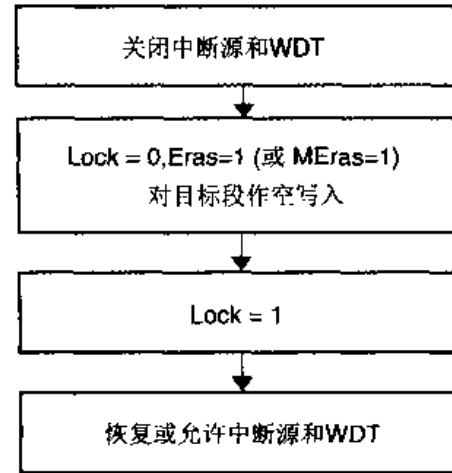 关闭中断源和WDT
Lock = 0,Eras=1 (或 MEras=1)
对目标段作空写入
Lock = 1
恢复或允许中断源和WDT